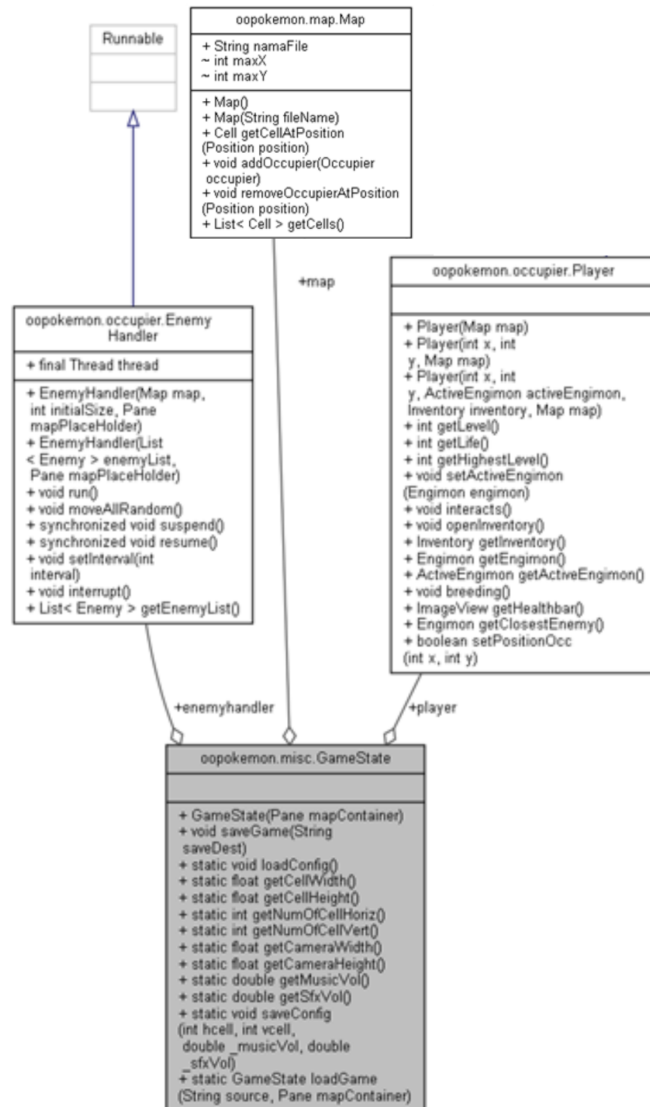 oopokemon.map.Map
+ String namaFile
~ int maxX
~ int maxY
+ Map()
+ Map(String fileName)
+ Cell getCellAtPosition
(Position position)
+ void addOccupier(Occupier
occupier)
+ void removeOccupierAtPosition
(Position position)
+ List< Cell > getCells()
Runnable
+map
oopokemon.occupier.Player
+ Player(Map map)
+ Player(int x, int
y, Map map)
+ Player(int x, int
y, ActiveEngimon activeEngimon,
Inventory inventory, Map map)
+ int getLevel()
+ int getLife()
+ int getHighestLevel()
+ void setActiveEngimon
(Engimon engimon)
+ void interacts()
+ void openInventory()
+ Inventory getInventory()
+ Engimon getEngimon()
+ ActiveEngimon getActiveEngimon()
+ void breeding()
+ ImageView getHealthbar()
+ Engimon getClosestEnemy()
+ boolean setPositionOcc
(int x, int y)
oopokemon.occupier.Enemy
Handler
+ final Thread thread
+ EnemyHandler(Map map,
int initialSize, Pane
mapPlaceHolder)
+ EnemyHandler(List
< Enemy > enemyList,
Pane mapPlaceHolder)
+ void run()
+ void moveAllRandom()
+ synchronized void suspend()
+ synchronized void resume()
+ void setInterval(int
interval)
+ void interrupt()
+ List< Enemy > getEnemyList()
+enemyhandler
+player
oopokemon.misc.GameState
+ GameState(Pane mapContainer)
+ void saveGame(String
saveDest)
+ static void loadConfig()
+ static float getCellWidth()
+ static float getCellHeight()
+ static int getNumOfCellHoriz()
+ static int getNumOfCellVert()
+ static float getCameraWidth()
+ static float getCameraHeight()
+ static double getMusicVol()
+ static double getSfxVol()
+ static void saveConfig
(int hcell, int vcell,
double _musicVol, double
_sfxVol)
+ static GameState loadGame
(String source, Pane mapContainer)